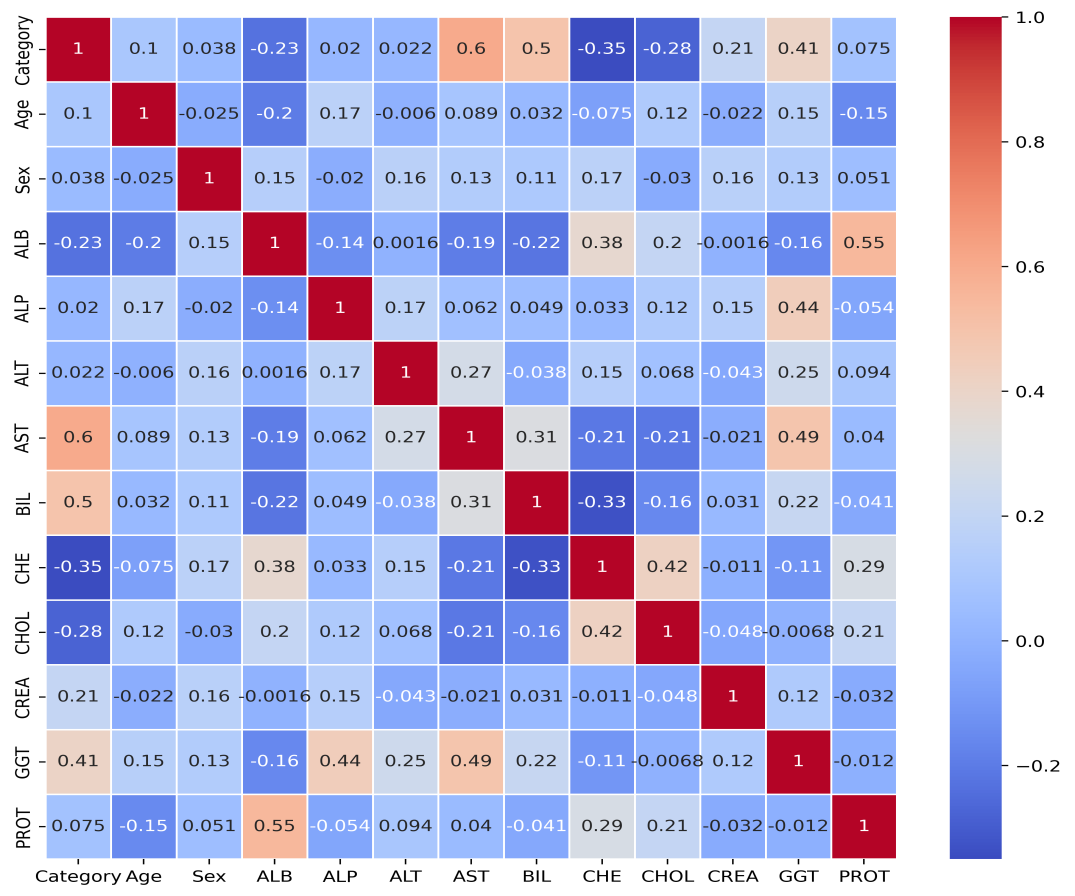 Category 1 0.1 0.038 -0.23 0.02 0.022 0.6 0.5 -0.35 -0.28 0.21 0.41 0.075
Age 0.1 1 -0.025 -0.2 0.17 -0.006 0.089 0.032 -0.075 0.12 -0.022 0.15 -0.15
Sex 0.038 -0.025 1 0.15 -0.02 0.16 0.13 0.11 0.17 -0.03 0.16 0.13 0.051
ALB -0.23 -0.2 0.15 1 -0.14 0.0016 -0.19 -0.22 0.38 0.2 -0.0016 -0.16 0.55
ALP 0.02 0.17 -0.02 -0.14 1 0.17 0.062 0.049 0.033 0.12 0.15 0.44 -0.054
ALT 0.022 -0.006 0.16 0.0016 0.17 1 0.27 -0.038 0.15 0.068 -0.043 0.25 0.094
AST 0.6 0.089 0.13 -0.19 0.062 0.27 1 0.31 -0.21 -0.21 -0.021 0.49 0.04
BIL 0.5 0.032 0.11 -0.22 0.049 -0.038 0.31 1 -0.33 -0.16 0.031 0.22 -0.041
CHE -0.35 -0.075 0.17 0.38 0.033 0.15 -0.21 -0.33 1 0.42 -0.011 -0.11 0.29
CHOL -0.28 0.12 -0.03 0.2 0.12 0.068 -0.21 -0.16 0.42 1 -0.048 -0.0068 0.21
CREA 0.21 -0.022 0.16 -0.0016 0.15 -0.043 -0.021 0.031 -0.011 -0.048 1 0.12 -0.032
GGT 0.41 0.15 0.13 -0.16 0.44 0.25 0.49 0.22 -0.11 -0.0068 0.12 1 -0.012
PROT 0.075 -0.15 0.051 0.55 -0.054 0.094 0.04 -0.041 0.29 0.21 -0.032 -0.012 1
Category Age Sex ALB ALP ALT AST BIL CHE CHOL CREA GGT PROT
1.0
0.8
0.6
0.4
0.2
0.0
−0.2